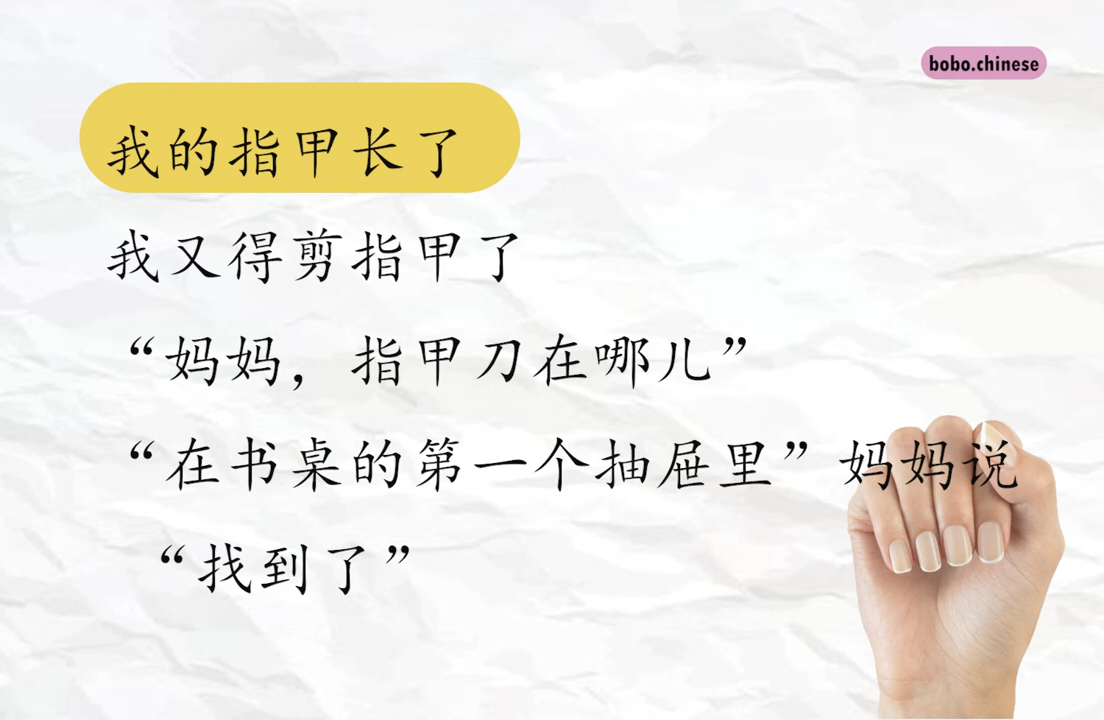 bobo.chinese
我的指甲长了
我又得剪指甲了
“妈妈，指甲刀在哪儿”
“在书桌的第一个抽屉里”妈妈说
“找到了”